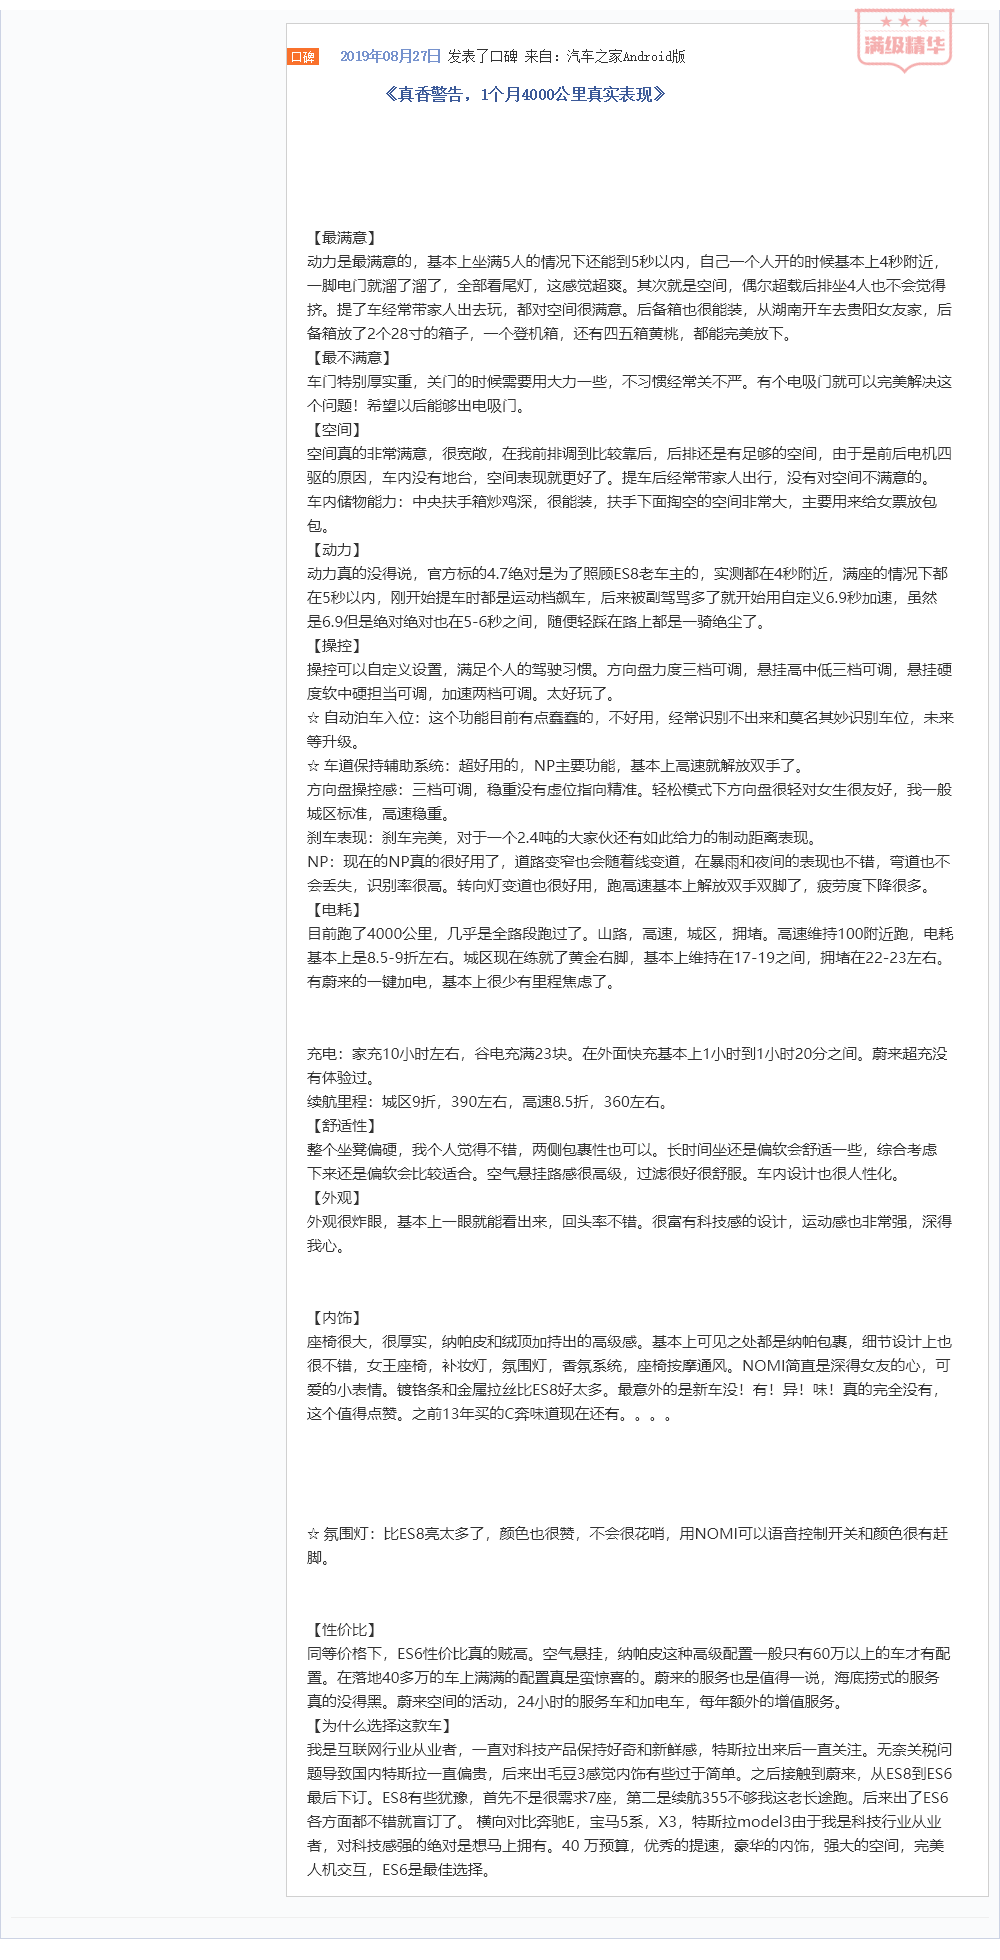 满级精华
口碑 2019年08月27日 发表了口碑 来自：汽车之家Android版
《真香警告，1个月4000公里真实表现》
【最满意】
动力是最满意的，基本上坐满5人的情况下还能到5秒以内，自己一个人开的时候基本上4秒附近，
一脚电门就溜了溜了，全部看尾灯，这感觉超爽。其次就是空间，偶尔超载后排坐4人也不会觉得
挤。提了车经常带家人出去玩，都对空间很满意。后备箱也很能装，从湖南开车去贵阳女友家，后
备箱放了2个28寸的箱子，一个登机箱，还有四五箱黄桃，都能完美放下。
【最不满意】
车门特别厚实重，关门的时候需要用大力一些，不习惯经常关不严。有个电吸门就可以完美解决这
个问题！希望以后能够出电吸门。
【空间】
空间真的非常满意，很宽敞，在我前排调到比较靠后，后排还是有足够的空间，由于是前后电机四
驱的原因，车内没有地台，空间表现就更好了。提车后经常带家人出行，没有对空间不满意的。
车内储物能力：中央扶手箱炒鸡深，很能装，扶手下面掏空的空间非常大，主要用来给女票放包
包。
【动力】
动力真的没得说，官方标的4.7绝对是为了照顾ES8老车主的，实测都在4秒附近，满座的情况下都
在5秒以内，刚开始提车时都是运动档飙车，后来被副驾骂多了就开始用自定义6.9秒加速，虽然
是6.9但是绝对绝对也在5-6秒之间，随便轻踩在路上都是一骑绝尘了。
【操控】
操控可以自定义设置，满足个人的驾驶习惯。方向盘力度三档可调，悬挂高中低三档可调，悬挂硬
度软中硬担当可调，加速两档可调。太好玩了。
☆ 自动泊车入位：这个功能目前有点蠢蠢的，不好用，经常识别不出来和莫名其妙识别车位，未来
等升级。
☆ 车道保持辅助系统：超好用的，NP主要功能，基本上高速就解放双手了。
方向盘操控感：三档可调，稳重没有虚位指向精准。轻松模式下方向盘很轻对女生很友好，我一般
城区标准，高速稳重。
刹车表现：刹车完美，对于一个2.4吨的大家伙还有如此给力的制动距离表现。
NP：现在的NP真的很好用了，道路变窄也会随着线变道，在暴雨和夜间的表现也不错，弯道也不
会丢失，识别率很高。转向灯变道也很好用，跑高速基本上解放双手双脚了，疲劳度下降很多。
【电耗】
目前跑了4000公里，几乎是全路段跑过了。山路，高速，城区，拥堵。高速维持100附近跑，电耗
基本上是8.5-9折左右。城区现在练就了黄金右脚，基本上维持在17-19之间，拥堵在22-23左右。
有蔚来的一键加电，基本上很少有里程焦虑了。
充电：家充10小时左右，谷电充满23块。在外面快充基本上1小时到1小时20分之间。蔚来超充没
有体验过。
续航里程：城区9折，390左右，高速8.5折，360左右。
【舒适性】
整个坐凳偏硬，我个人觉得不错，两侧包裹性也可以。长时间坐还是偏软会舒适一些，综合考虑
下来还是偏软会比较适合。空气悬挂路感很高级，过滤很好很舒服。车内设计也很人性化。
【外观】
外观很炸眼，基本上一眼就能看出来，回头率不错。很富有科技感的设计，运动感也非常强，深得
我心。
【内饰】
座椅很大，很厚实，纳帕皮和绒顶加持出的高级感。基本上可见之处都是纳帕包裹，细节设计上也
很不错，女王座椅，补妆灯，氛围灯，香氛系统，座椅按摩通风。NOMI简直是深得女友的心，可
爱的小表情。镀铬条和金属拉丝比ES8好太多。最意外的是新车没！有！异！味！真的完全没有，
这个值得点赞。之前13年买的C奔味道现在还有。。。。
☆ 氛围灯：比ES8亮太多了，颜色也很赞，不会很花哨，用NOMI可以语音控制开关和颜色很有赶
脚。
【性价比】
同等价格下，ES6性价比真的贼高。空气悬挂，纳帕皮这种高级配置一般只有60万以上的车才有配
置。在落地40多万的车上满满的配置真是蛮惊喜的。蔚来的服务也是值得一说，海底捞式的服务
真的没得黑。蔚来空间的活动，24小时的服务车和加电车，每年额外的增值服务。
【为什么选择这款车】
我是互联网行业从业者，一直对科技产品保持好奇和新鲜感，特斯拉出来后一直关注。无奈关税问
题导致国内特斯拉一直偏贵，后来出毛豆3感觉内饰有些过于简单。之后接触到蔚来，从ES8到ES6
最后下订。ES8有些犹豫，首先不是很需求7座，第二是续航355不够我这老长途跑。后来出了ES6
各方面都不错就盲订了。 横向对比奔驰E，宝马5系，X3，特斯拉model3由于我是科技行业从业
者，对科技感强的绝对是想马上拥有。40 万预算，优秀的提速，豪华的内饰，强大的空间，完美
人机交互，ES6是最佳选择。